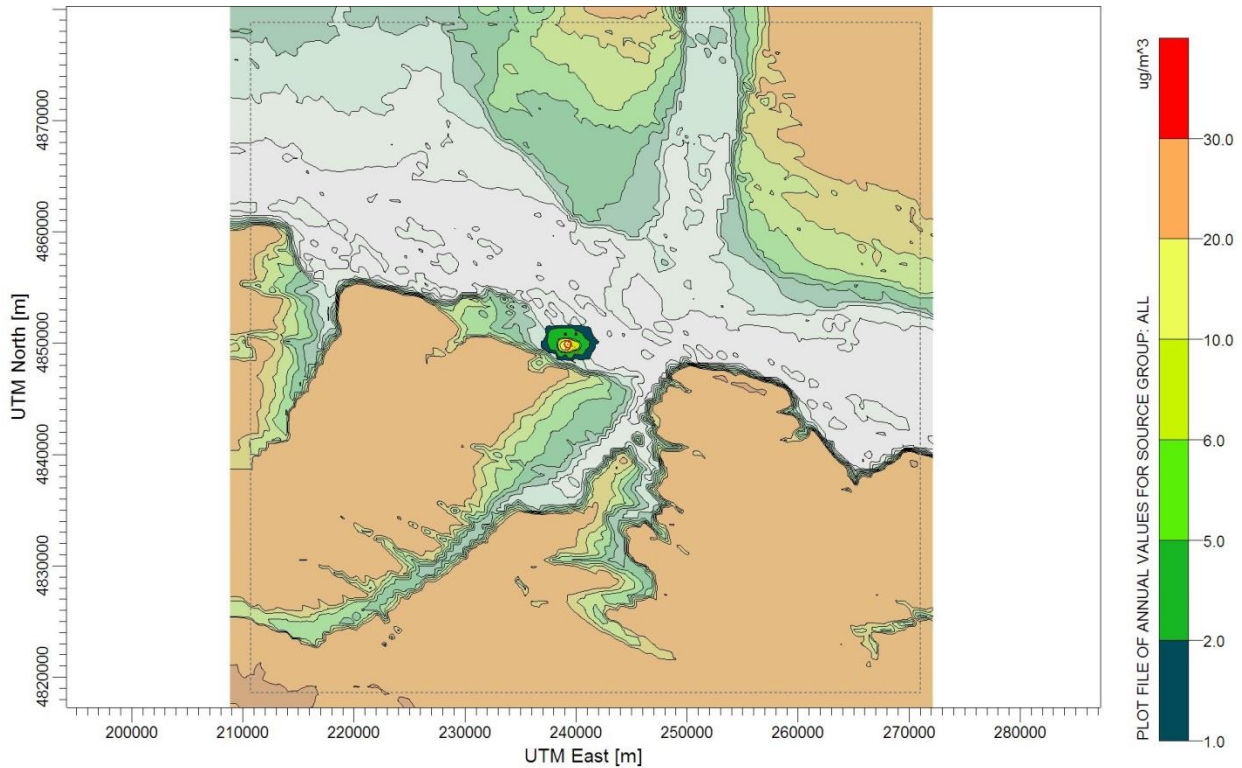 ug/m^3
30.0
20.0
10.0
6.0
5.0
2.0
1.0
PLOT FILE OF ANNUAL VALUES FOR SOURCE GROUP: ALL
UTM North [m]
4870000
4860000
4850000
4840000
4830000
4820000
200000 210000 220000 230000 240000 250000 260000 270000 280000
UTM East [m]